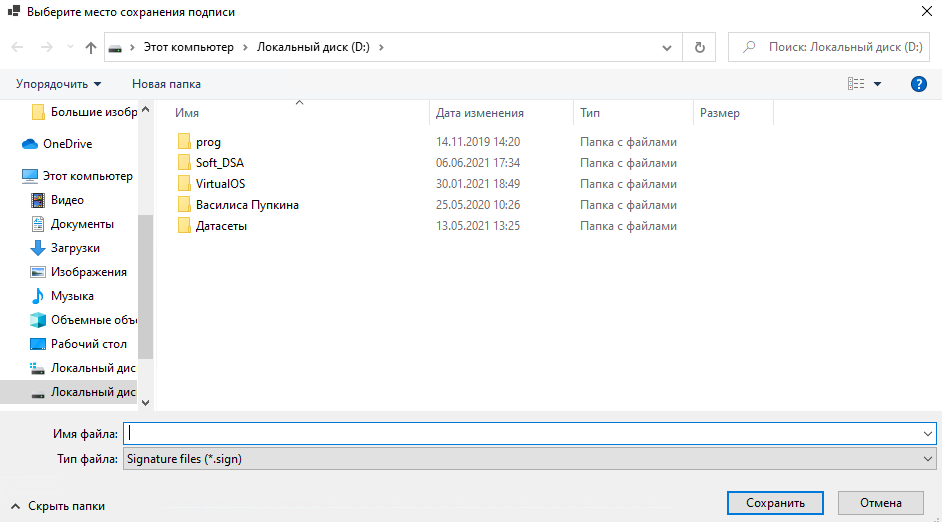 Выберите место сохранения подписи
Этот компьютер
Локальный диск (D:)
Поиск: Локальный диск (D:)
Упорядочить
Новая папка
?
Большие изобр
OneDrive
Этот компьютер
Видео
Документы
Загрузки
Изображения
Музыка
Объемные объ
Рабочий стол
Локальный дис
Локальный дис
Имя Дата изменения Тип Размер
prog 14.11.2019 14:20 Папка с файлами
Soft_DSA 06.06.2021 17:34 Папка с файлами
VirtualOS 30.01.2021 18:49 Папка с файлами
Василиса Пупкина 25.05.2020 10:26 Папка с файлами
Датасеты 13.05.2021 13:25 Папка с файлами
Имя файла:
Тип файла: Signature files (*.sign)
Скрыть папки
Сохранить
Отмена